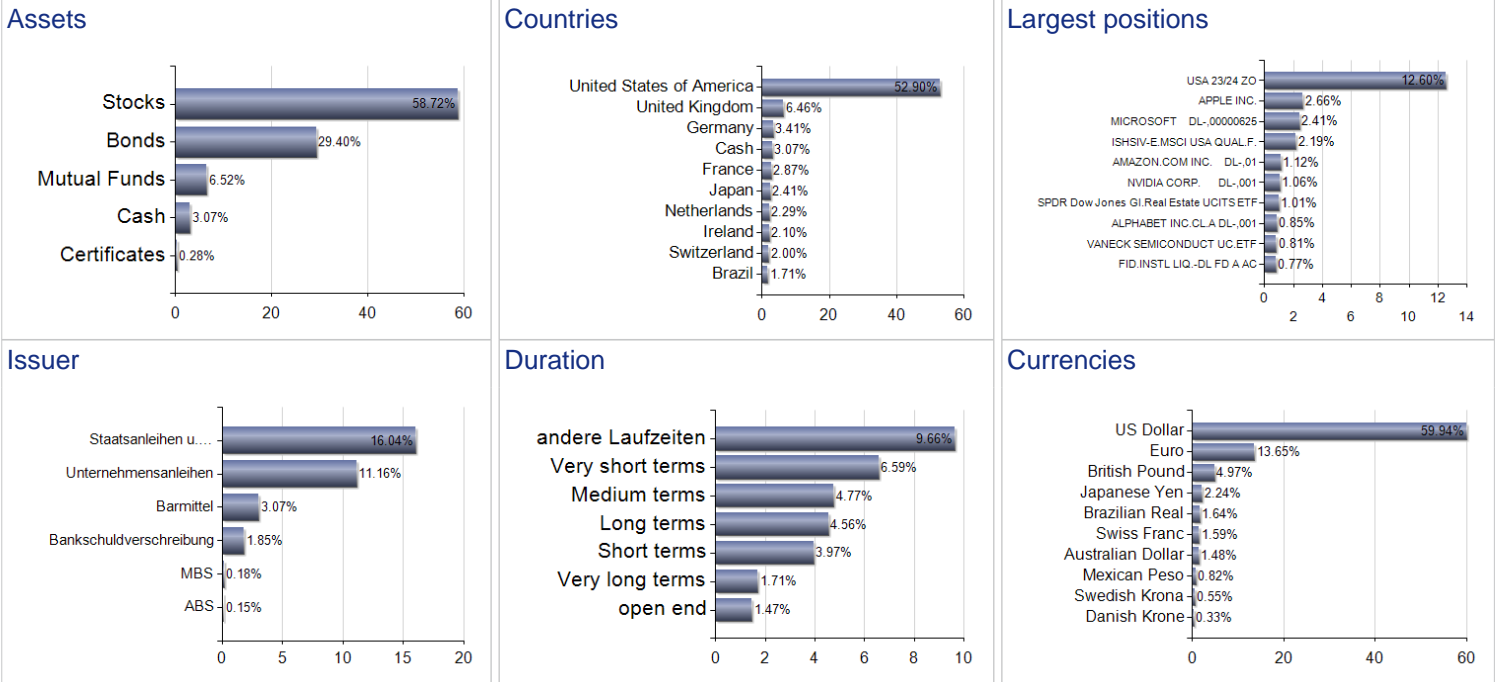 Assets
Stocks 58.72%
Bonds 29.40%
Mutual Funds 6.52%
Cash 3.07%
Certificates 0.28%
0 20 40 60
Countries
United States of America 52.90%
United Kingdom 6.46%
Germany 3.41%
Cash 3.07%
France 2.87%
Japan 2.41%
Netherlands 2.29%
Ireland 2.10%
Switzerland 2.00%
Brazil 1.71%
0 20 40 60
Largest positions
USA 23/24 ZO 12.60%
APPLE INC. 2.66%
MICROSOFT DL-,00000625 2.41%
ISHSIV-E.MSCI USA QUAL.F. 2.19%
AMAZON.COM INC. DL-,01 1.12%
NVIDIA CORP. DL-,001 1.06%
SPDR Dow Jones Gl.Real Estate UCITS ETF 1.01%
ALPHABET INC.CL.A DL-,001 0.85%
VANECK SEMICONDUCT UC.ETF 0.81%
FID.INSTL LIQ.-DL FD A AC 0.77%
0 4 8 12
2 6 10 14
Issuer
Staatsanleihen u.... 16.04%
Unternehmensanleihen 11.16%
Barmittel 3.07%
Bankschuldverschreibung 1.85%
MBS 0.18%
ABS 0.15%
0 5 10 15 20
Duration
andere Laufzeiten 9.66%
Very short terms 6.59%
Medium terms 4.77%
Long terms 4.56%
Short terms 3.97%
Very long terms 1.71%
open end 1.47%
0 2 4 6 8 10
Currencies
US Dollar 59.94%
Euro 13.65%
British Pound 4.97%
Japanese Yen 2.24%
Brazilian Real 1.64%
Swiss Franc 1.59%
Australian Dollar 1.48%
Mexican Peso 0.82%
Swedish Krona 0.55%
Danish Krone 0.33%
0 20 40 60